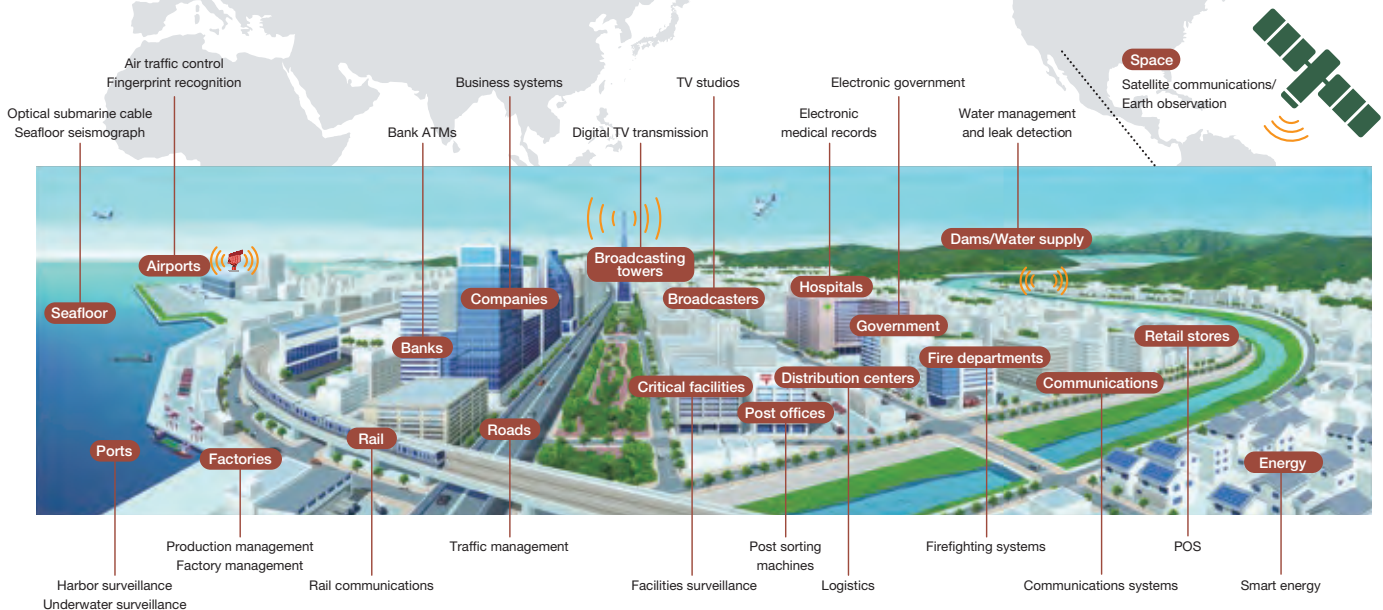 Air traffic control
Fingerprint recognition
Business systems
TV studios
Electronic government
Space
Satellite communications/
Earth observation
Optical submarine cable
Seafloor seismograph
Bank ATMs
Digital TV transmission
Electronic
medical records
Water management
and leak detection
Dams/Water supply
Airports
Broadcasting
towers
Companies
Broadcasters
Hospitals
Seafloor
Government
Retail stores
Banks
Fire departments
Critical facilities
Distribution centers
Communications
Post offices
Roads
Rail
Ports
Factories
Energy
Production management
Factory management
Traffic management
Post sorting
machines
Firefighting systems
POS
Harbor surveillance
Underwater surveillance
Rail communications
Facilities surveillance
Logistics
Communications systems
Smart energy